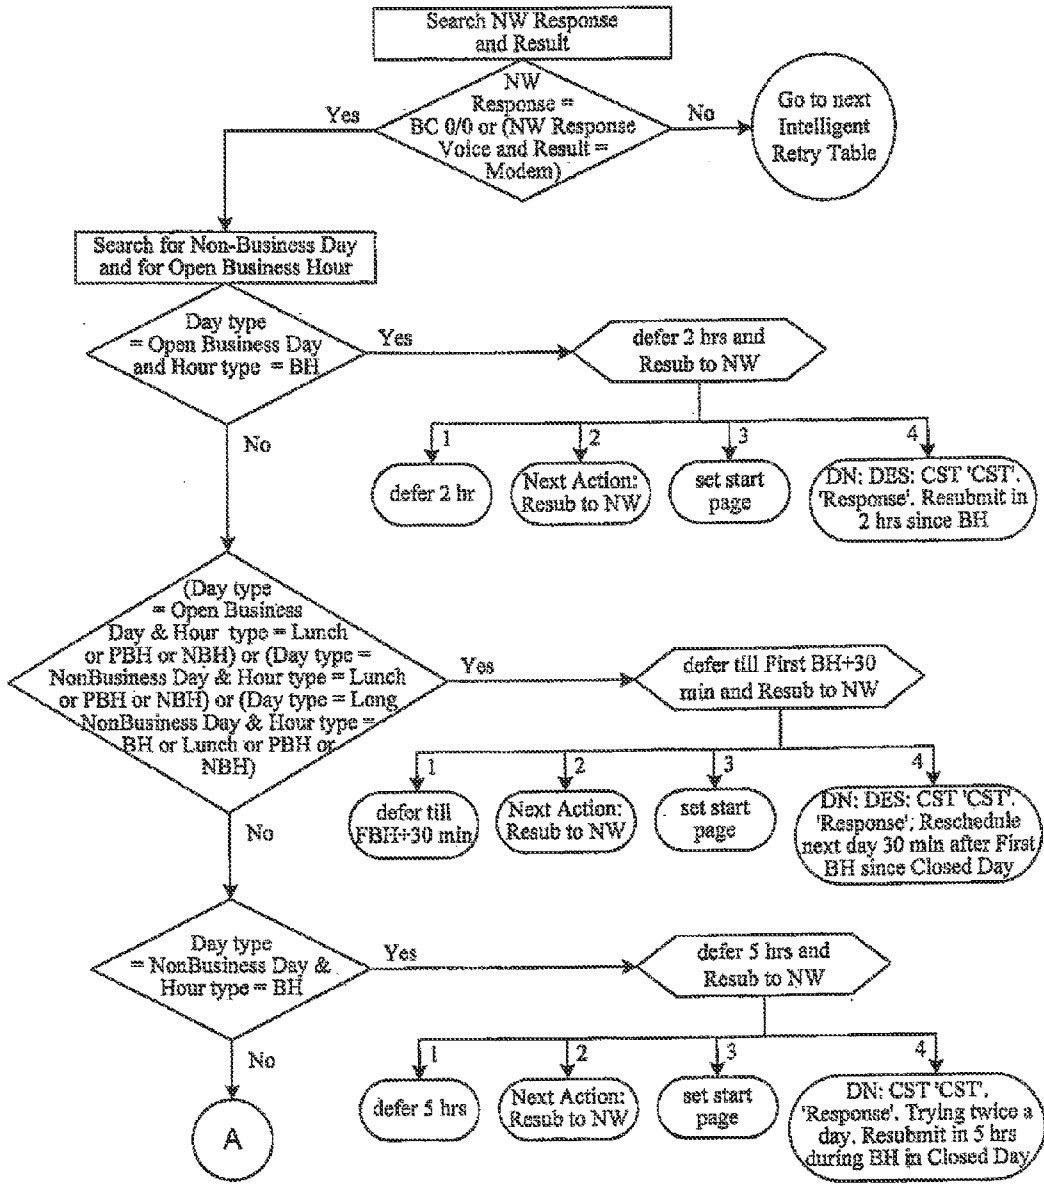 Search NW Response
and Result
NW
Response =
BC 0/0 or (NW Response
Voice and Result =
Modem)
Yes
No
Go to next
Intelligent
Retry Table
Search for Non-Business Day
and for Open Business Hour
Day type
= Open Business Day
and Hour type = BH
Yes
defer 2 hrs and
Resub to NW
No
1
2
3
4
defer 2 hr
Next Action:
Resub to NW
set start
page
DN: DES: CST 'CST'.
'Response'. Resubmit in
2 hrs since BH
(Day type
= Open Business
Day & Hour type = Lunch
or PBH or NBH) or (Day type =
NonBusiness Day & Hour type = Lunch
or PBH or NBH) or (Day type = Long
NonBusiness Day & Hour type =
BH or Lunch or PBH or
NBH)
Yes
defer till First BH+30
min and Resub to NW
No
1
2
3
4
defer till
FBH+30 min
Next Action:
Resub to NW
set start
page
DN: DES: CST 'CST'.
'Response'; Reschedule
next day 30 min after First
BH since Closed Day
Day type
= NonBusiness Day &
Hour type = BH
Yes
defer 5 hrs and
Resub to NW
No
1
2
3
4
defer 5 hrs
Next Action:
Resub to NW
set start
page
DN: CST 'CST'.
'Response'. Trying twice a
day. Resubmit in 5 hrs
during BH in Closed Day
A